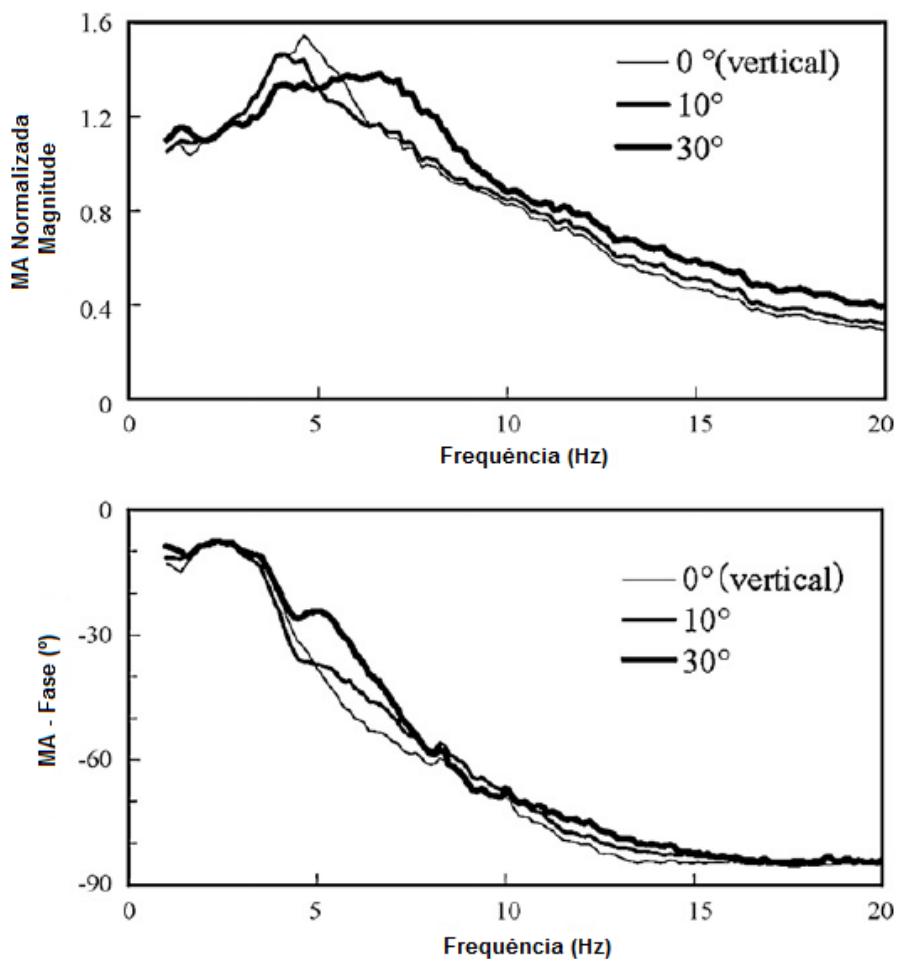 1.6
1.2
0.8
0.4
0
MA Normalizada
Magnitude
0 °(vertical)
10°
30°
0 5 10 15 20
Frequência (Hz)
0
-30
-60
-90
MA - Fase (º)
0° (vertical)
10°
30°
0 5 10 15 20
Frequência (Hz)